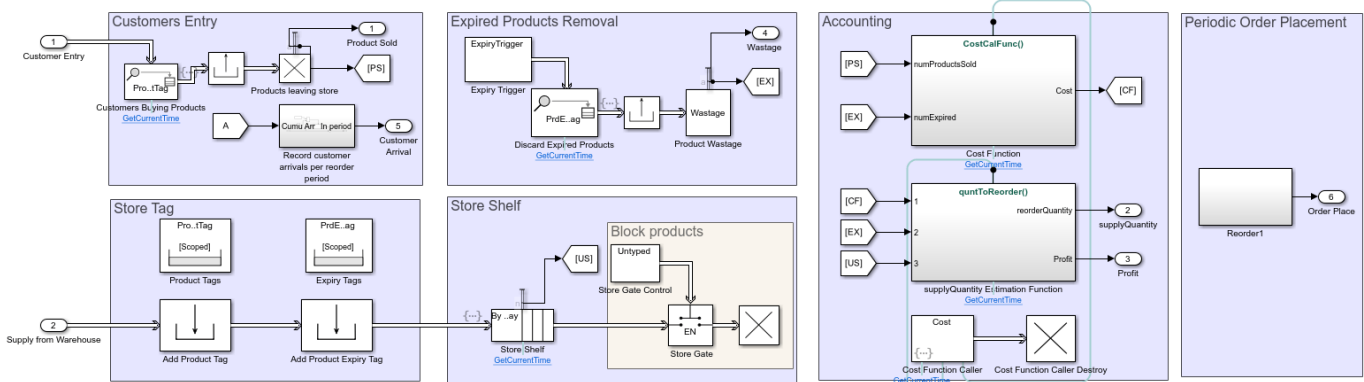 Customers Entry
1
Customer Entry
Pro..tTag
{...}
Customers Buying Products
GetCurrentTime
Products leaving store
1
Product Sold
[PS]
A
Cumu Arr In period
Record customer
arrivals per reorder
period
5
Customer
Arrival
Expired Products Removal
ExpiryTrigger
Expiry Trigger
PrdE..ag
{...}
Discard Expired Products
GetCurrentTime
Wastage
Product Wastage
4
Wastage
[EX]
Accounting
CostCalFunc()
[PS]
numProductsSold
[EX]
numExpired
Cost
[CF]
Cost Function
GetCurrentTime
quntToReorder()
[CF]
1
[EX]
2
[US]
3
reorderQuantity
2
supplyQuantity
Profit
3
Profit
supplyQuantity Estimation Function
GetCurrentTime
Cost
{...}
Cost Function Caller
GetCurrentTime
Cost Function Caller Destroy
Periodic Order Placement
Reorder1
6
Order Place
Store Tag
Pro..tTag
[Scoped]
Product Tags
PrdE..ag
[Scoped]
Expiry Tags
2
Supply from Warehouse
Add Product Tag
Add Product Expiry Tag
Store Shelf
{...}
By ..ay
Store Shelf
GetCurrentTime
[US]
Block products
Untyped
Store Gate Control
EN
Store Gate